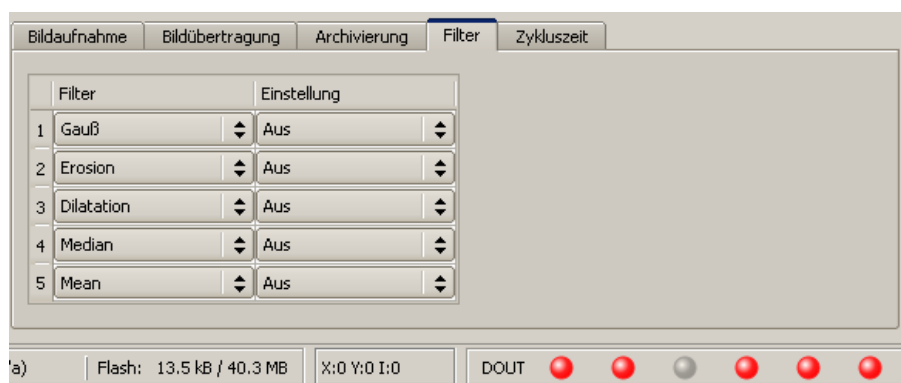 Bildaufnahme Bildübertragung Archivierung Filter Zykluszeit
Filter Einstellung
1 Gauß Aus
2 Erosion Aus
3 Dilatation Aus
4 Median Aus
5 Mean Aus
'a) Flash: 13.5 kB / 40.3 MB X:0 Y:0 I:0 DOUT